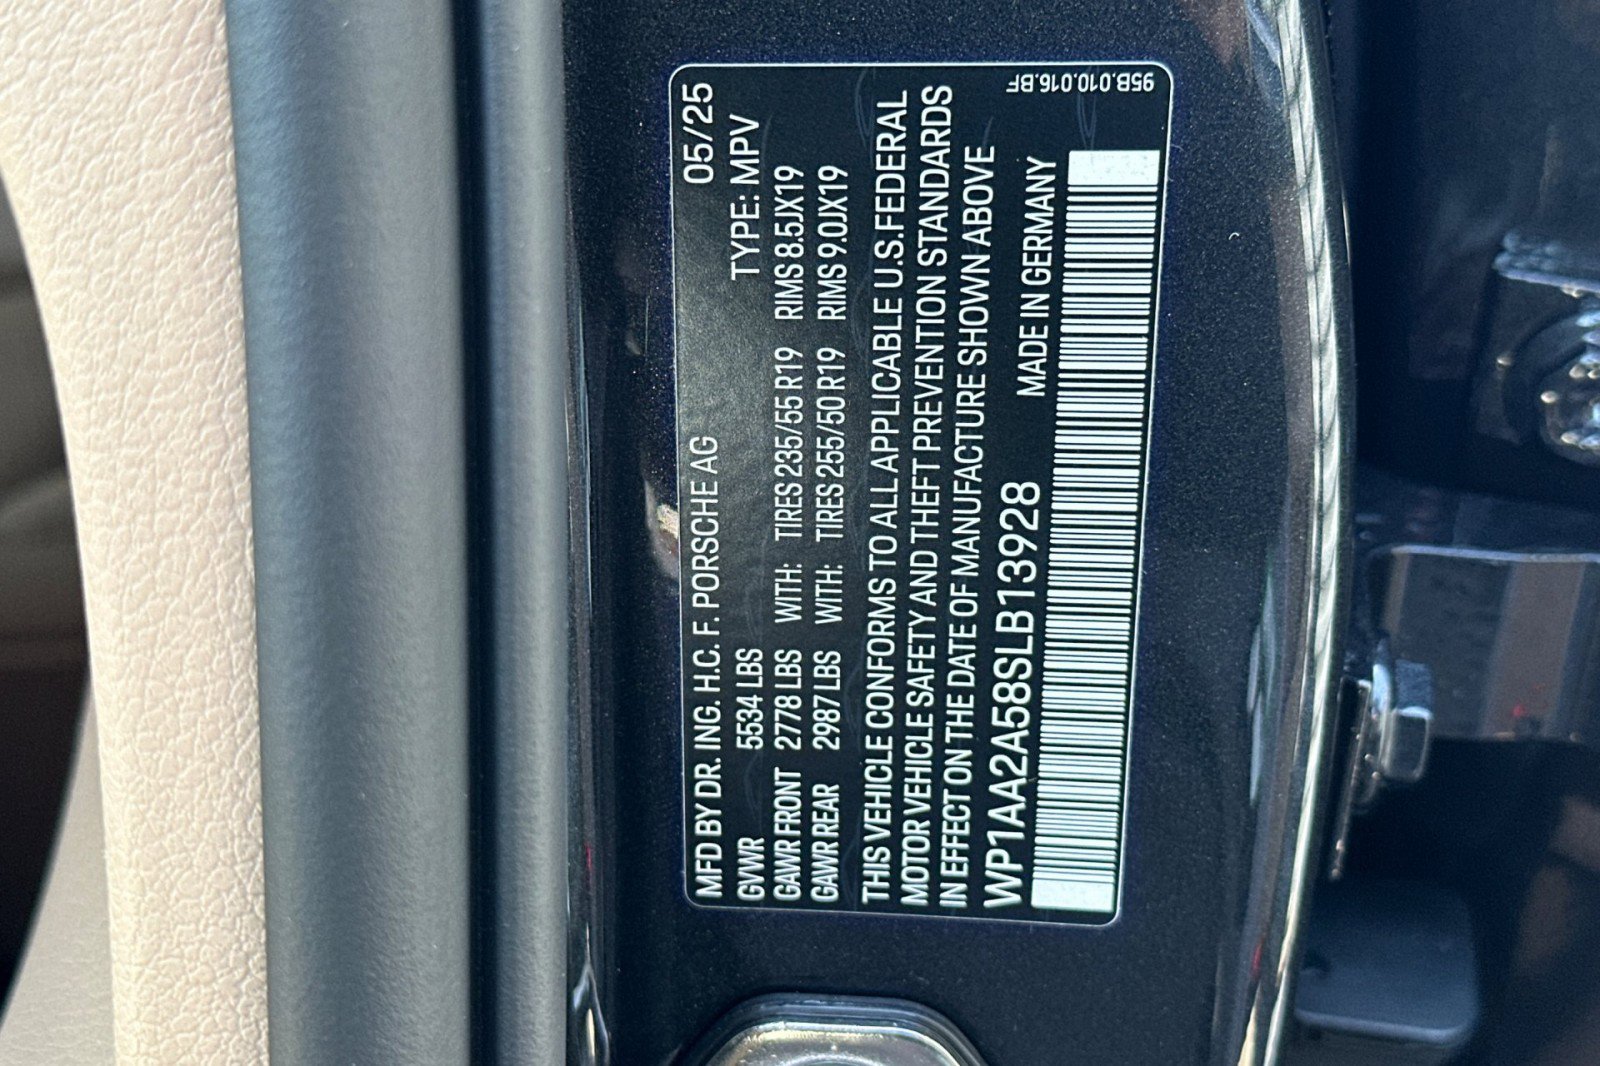 MFD BY DR. ING. H.C. F. PORSCHE AG 05/25
GVWR 5534 LBS TYPE: MPV
GAWR FRONT 2778 LBS WITH: TIRES 235/55 R19 RIMS 8.5JX19
GAWR REAR 2987 LBS WITH: TIRES 255/50 R19 RIMS 9.0JX19
THIS VEHICLE CONFORMS TO ALL APPLICABLE U.S.FEDERAL
MOTOR VEHICLE SAFETY AND THEFT PREVENTION STANDARDS
IN EFFECT ON THE DATE OF MANUFACTURE SHOWN ABOVE
WP1AA2A58SLB13928 MADE IN GERMANY
95B.010.016.BF